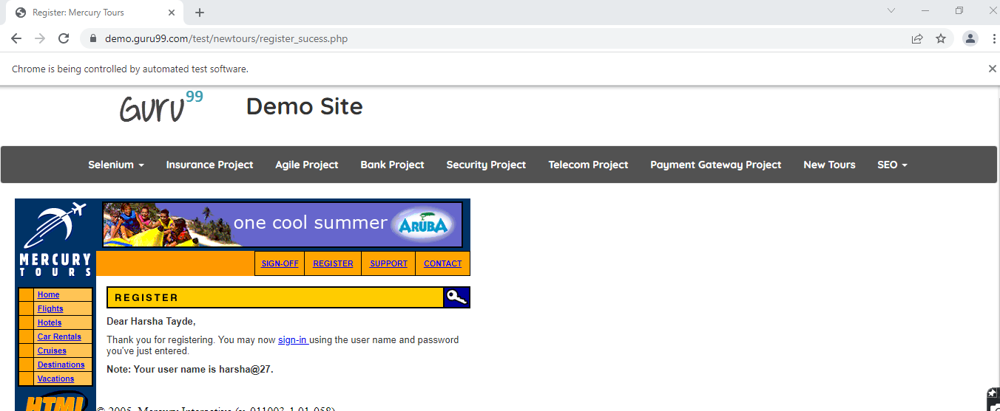 Register: Mercury Tours
demo.guru99.com/test/newtours/register_sucess.php
Chrome is being controlled by automated test software.
Guru99 Demo Site
Selenium Insurance Project Agile Project Bank Project Security Project Telecom Project Payment Gateway Project New Tours SEO
one cool summer ARUBA
MERCURY
TOURS
SIGN-OFF REGISTER SUPPORT CONTACT
Home
Flights
Hotels
Car Rentals
Cruises
Destinations
Vacations
HTML
REGISTER
Dear Harsha Tayde,
Thank you for registering. You may now sign-in using the user name and password
you've just entered.
Note: Your user name is harsha@27.
© 2005, Mercury Interactive (v. 011003-1.01-058)